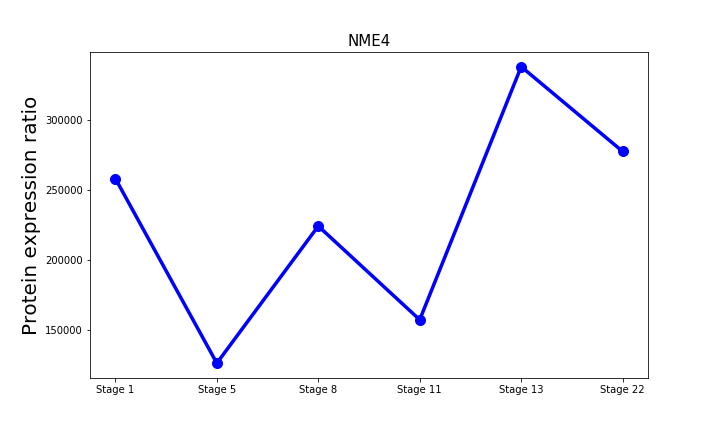 NME4
Protein expression ratio
300000
250000
200000
150000
Stage 1 Stage 5 Stage 8 Stage 11 Stage 13 Stage 22